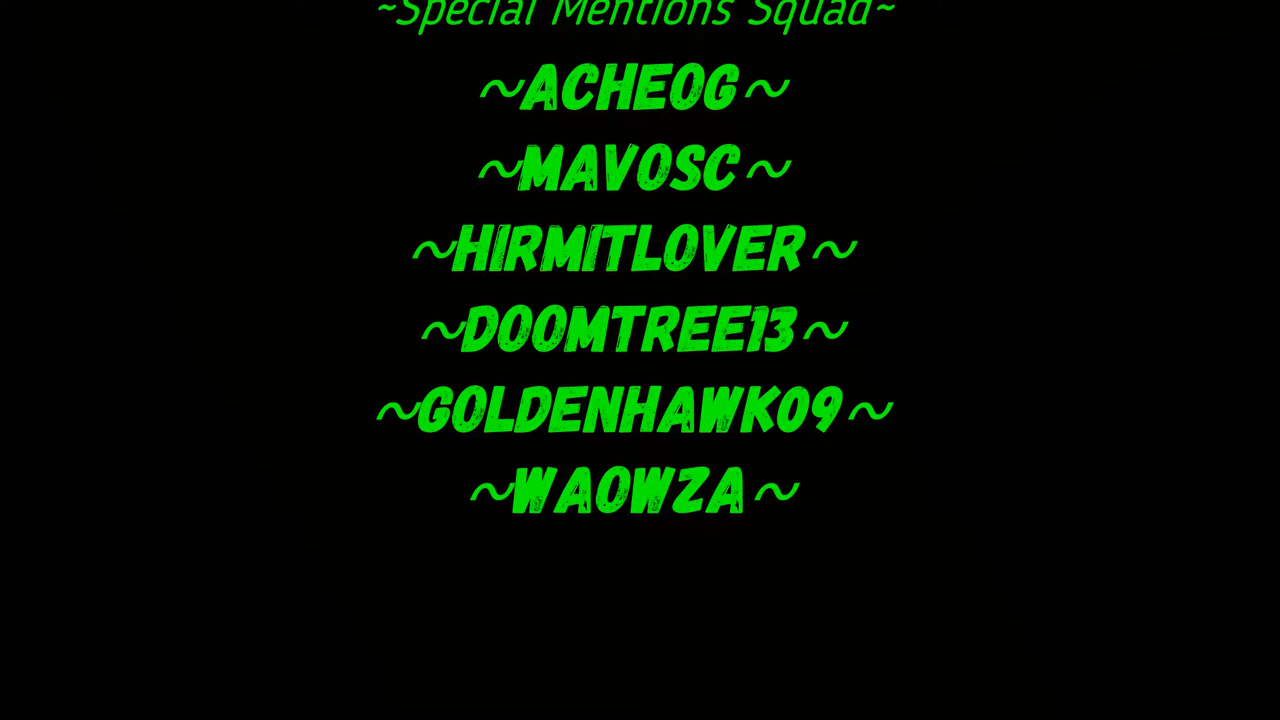 ~Special Mentions Squad~
~ACHEOG~
~MAVOSC~
~HIRMITLOVER~
~DOOMTREE13~
~GOLDENHAWK09~
~WAOWZA~